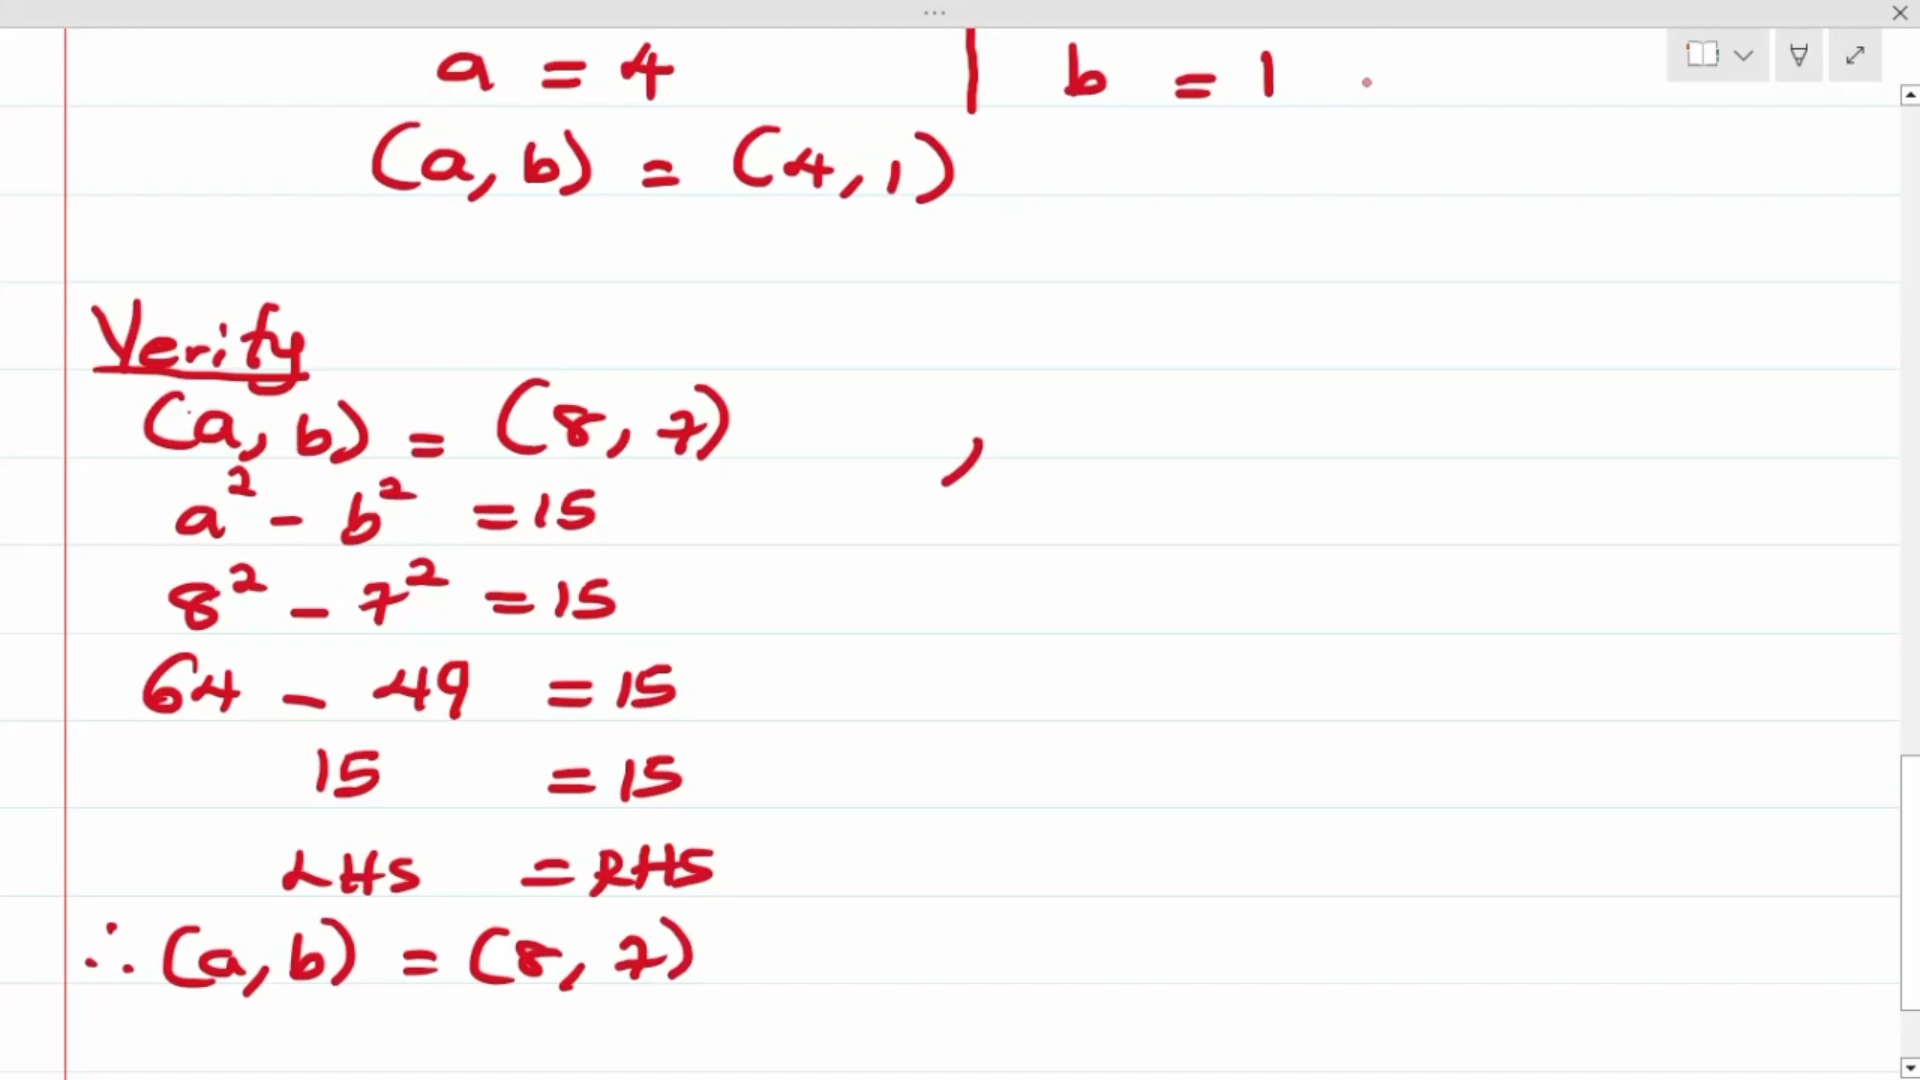 a = 4 | b = 1 .
(a, b) = (4, 1)
Verify
(a, b) = (8, 7) ,
a² - b² = 15
8² - 7² = 15
64 - 49 = 15
15 = 15
LHS = RHS
∴ (a, b) = (8, 7)